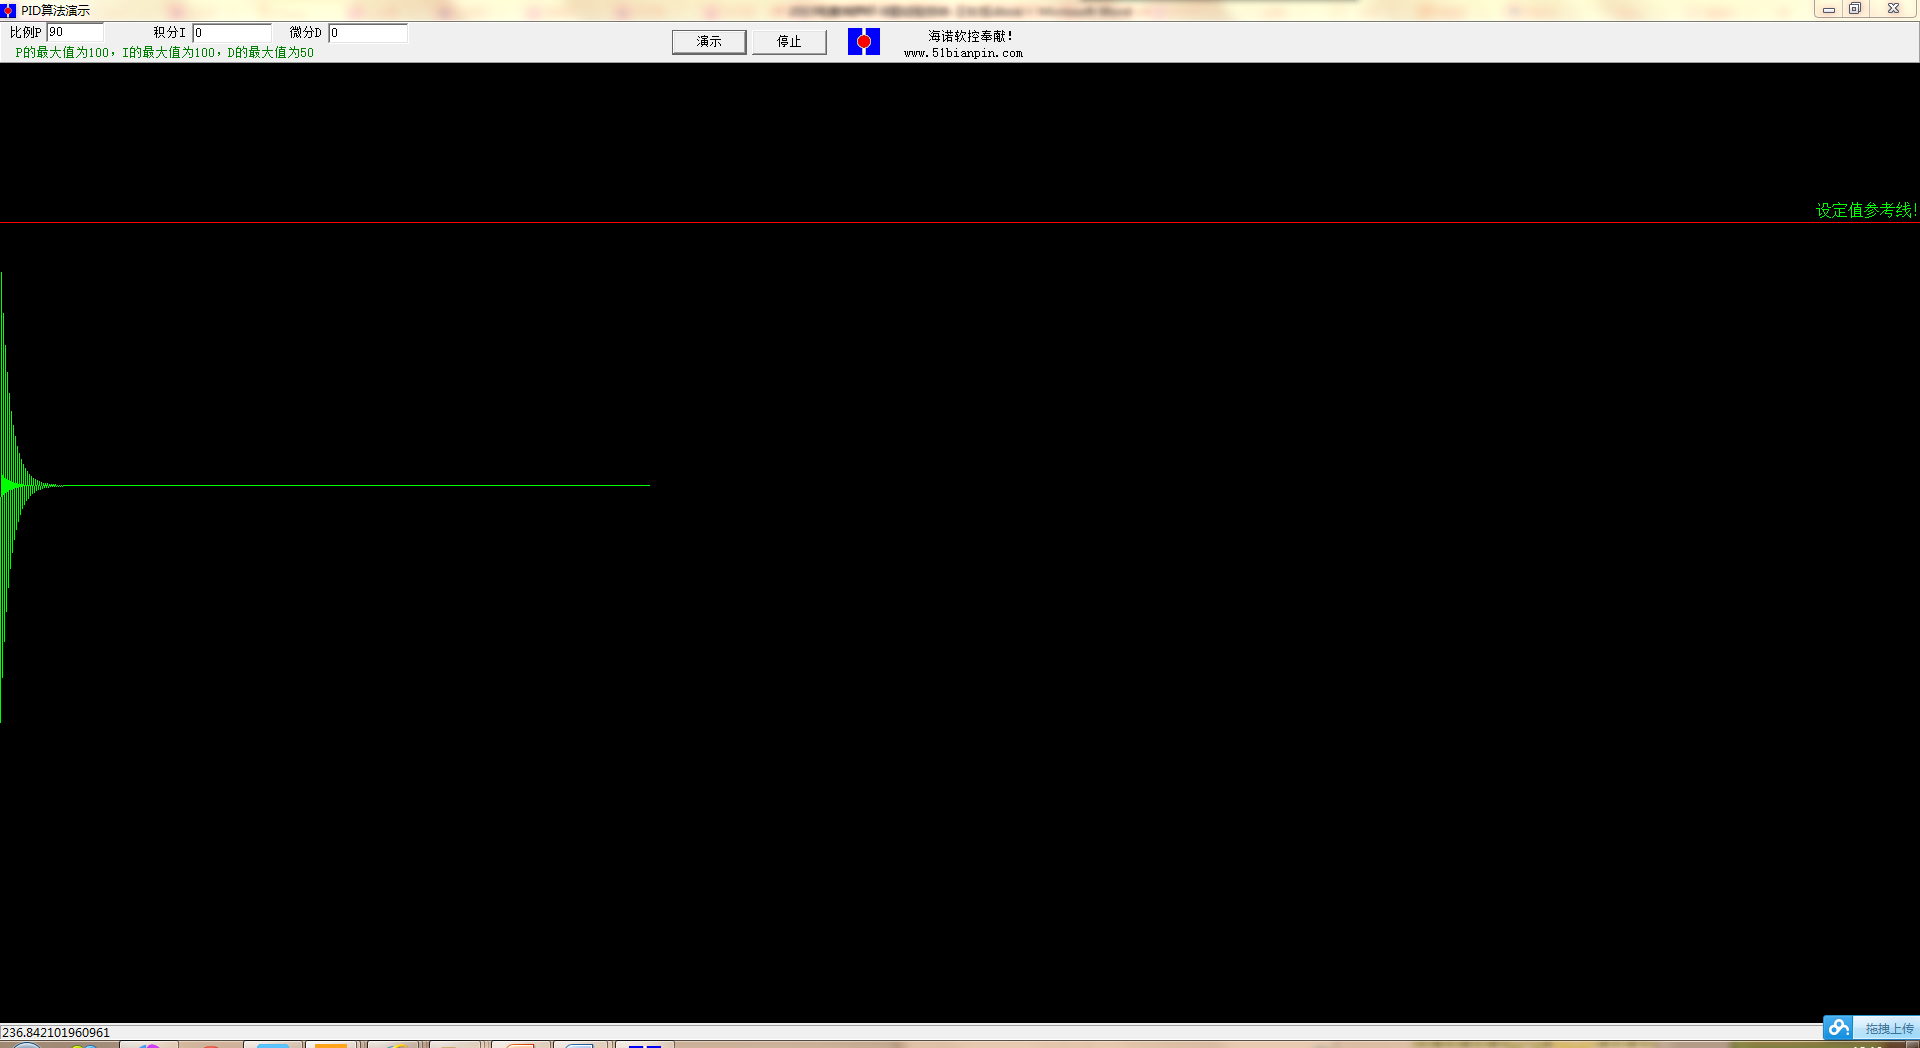 PID算法演示
比例P 90 积分I 0 微分D 0
P的最大值为100，I的最大值为100，D的最大值为50
演示 停止
海诺软控奉献！
www.51bianpin.com
设定值参考线!
236.842101960961
拖拽上传